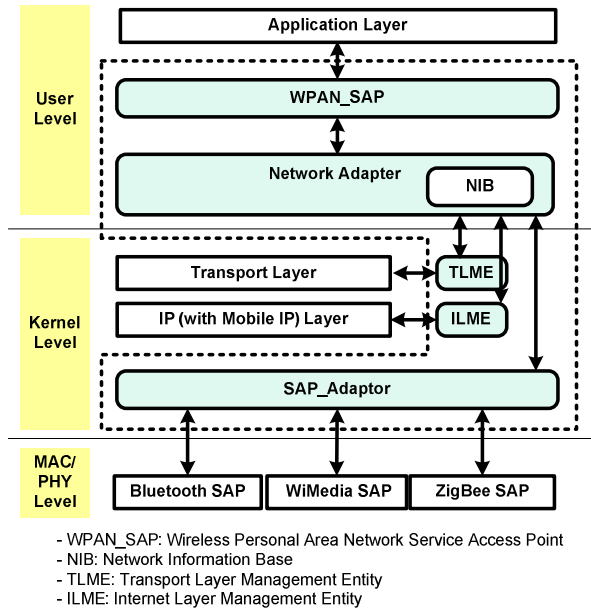 Application Layer
User
Level
WPAN_SAP
Network Adapter
NIB
Kernel
Level
Transport Layer
TLME
IP (with Mobile IP) Layer
ILME
SAP_Adaptor
MAC/
PHY
Level
Bluetooth SAP
WiMedia SAP
ZigBee SAP
- WPAN_SAP: Wireless Personal Area Network Service Access Point
- NIB: Network Information Base
- TLME: Transport Layer Management Entity
- ILME: Internet Layer Management Entity